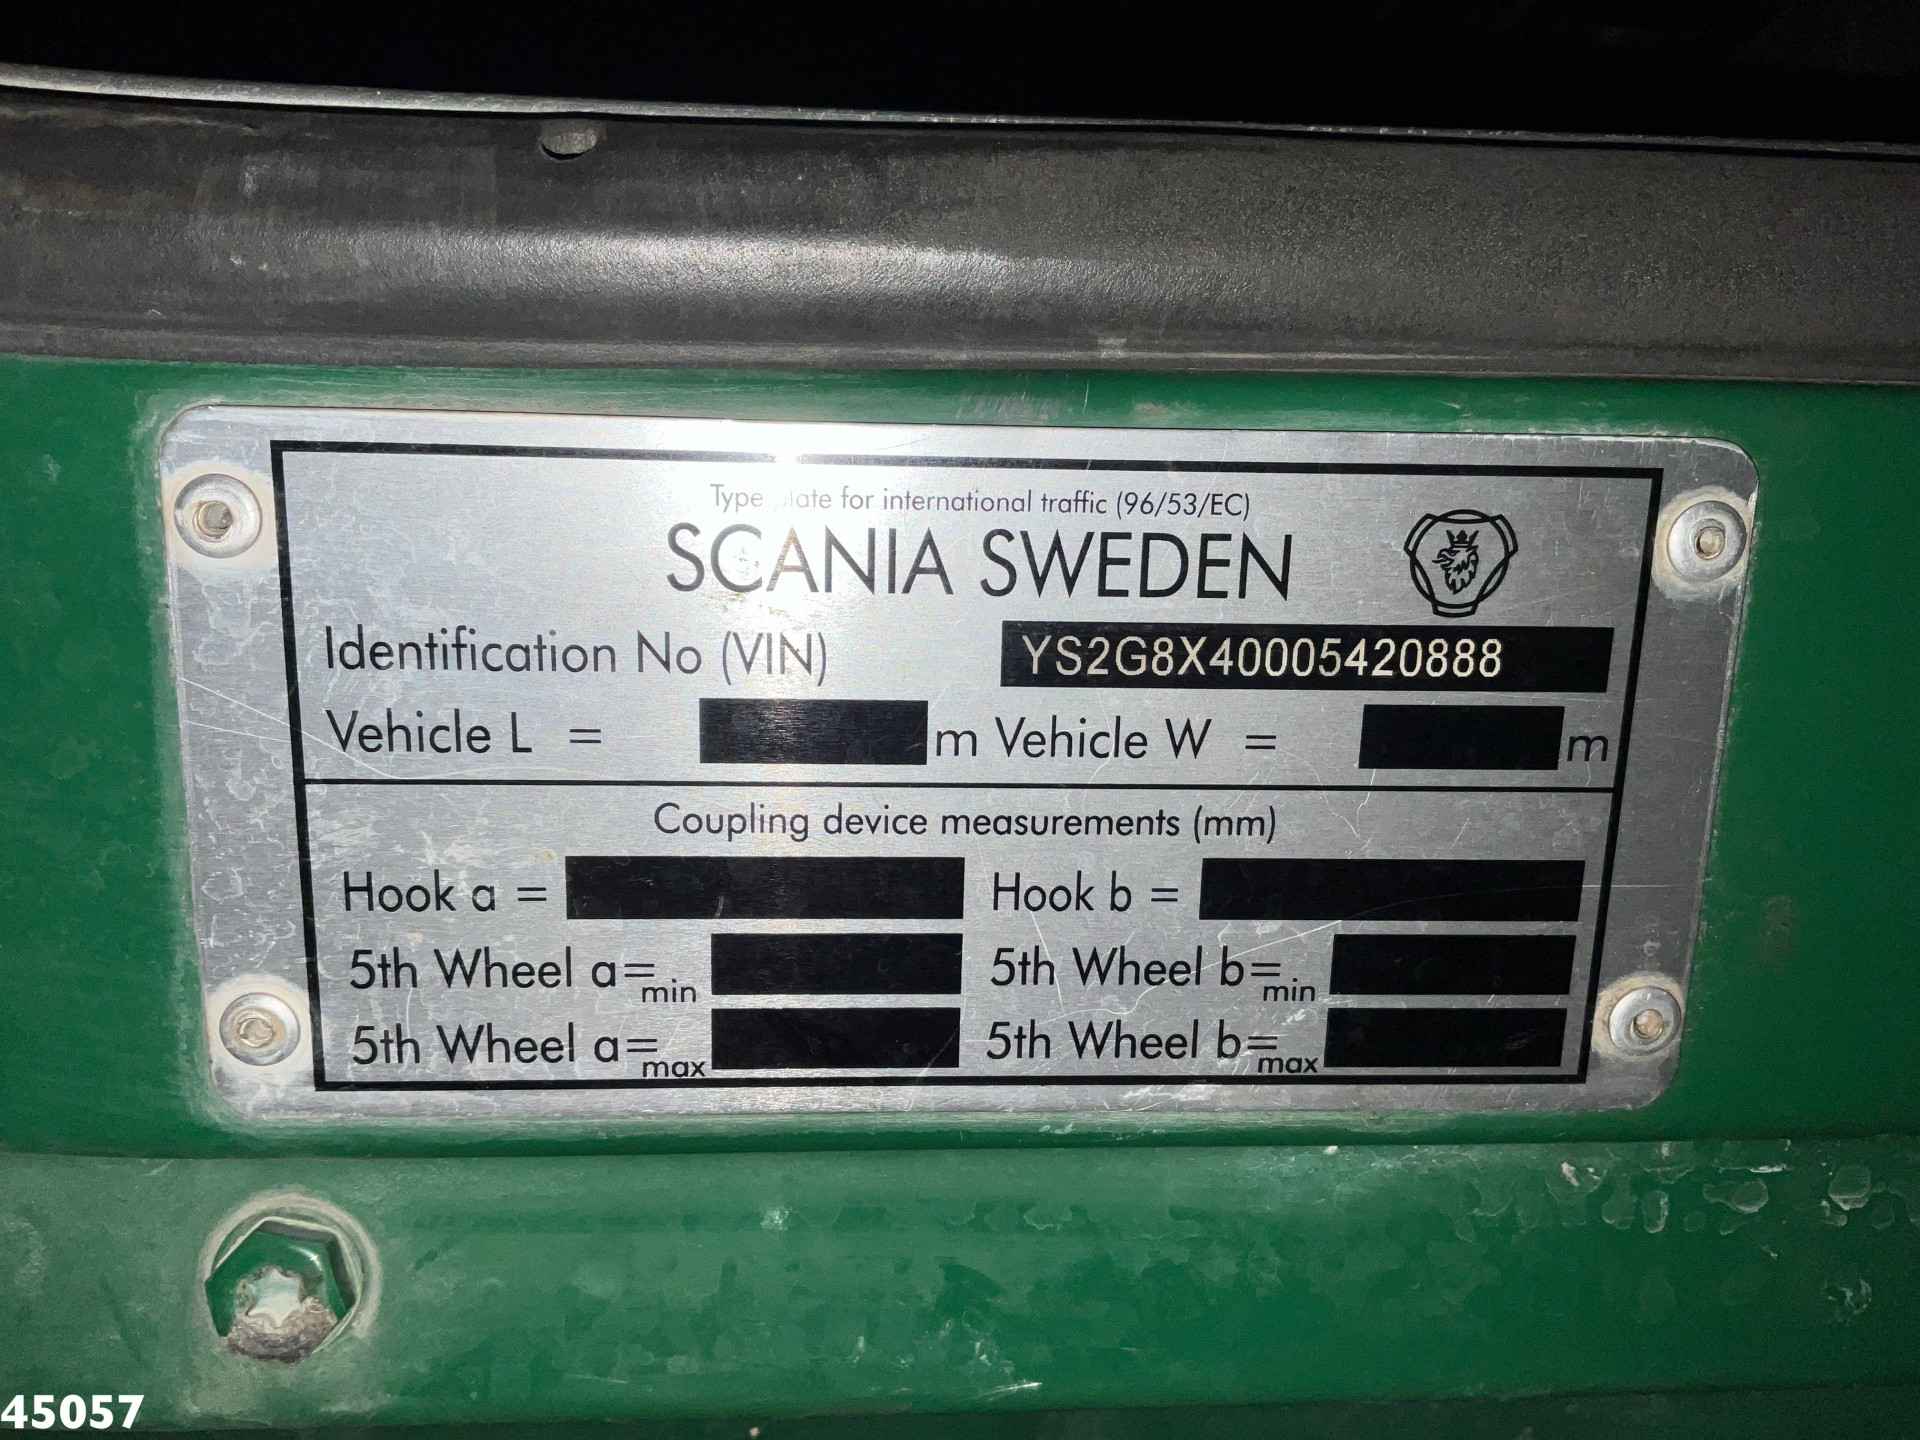 Type plate for international traffic (96/53/EC)
SCANIA SWEDEN
Identification No (VIN) YS2G8X40005420888
Vehicle L = m Vehicle W = m
Coupling device measurements (mm)
Hook a = Hook b =
5th Wheel a=min 5th Wheel b=min
5th Wheel a=max 5th Wheel b=max
45057